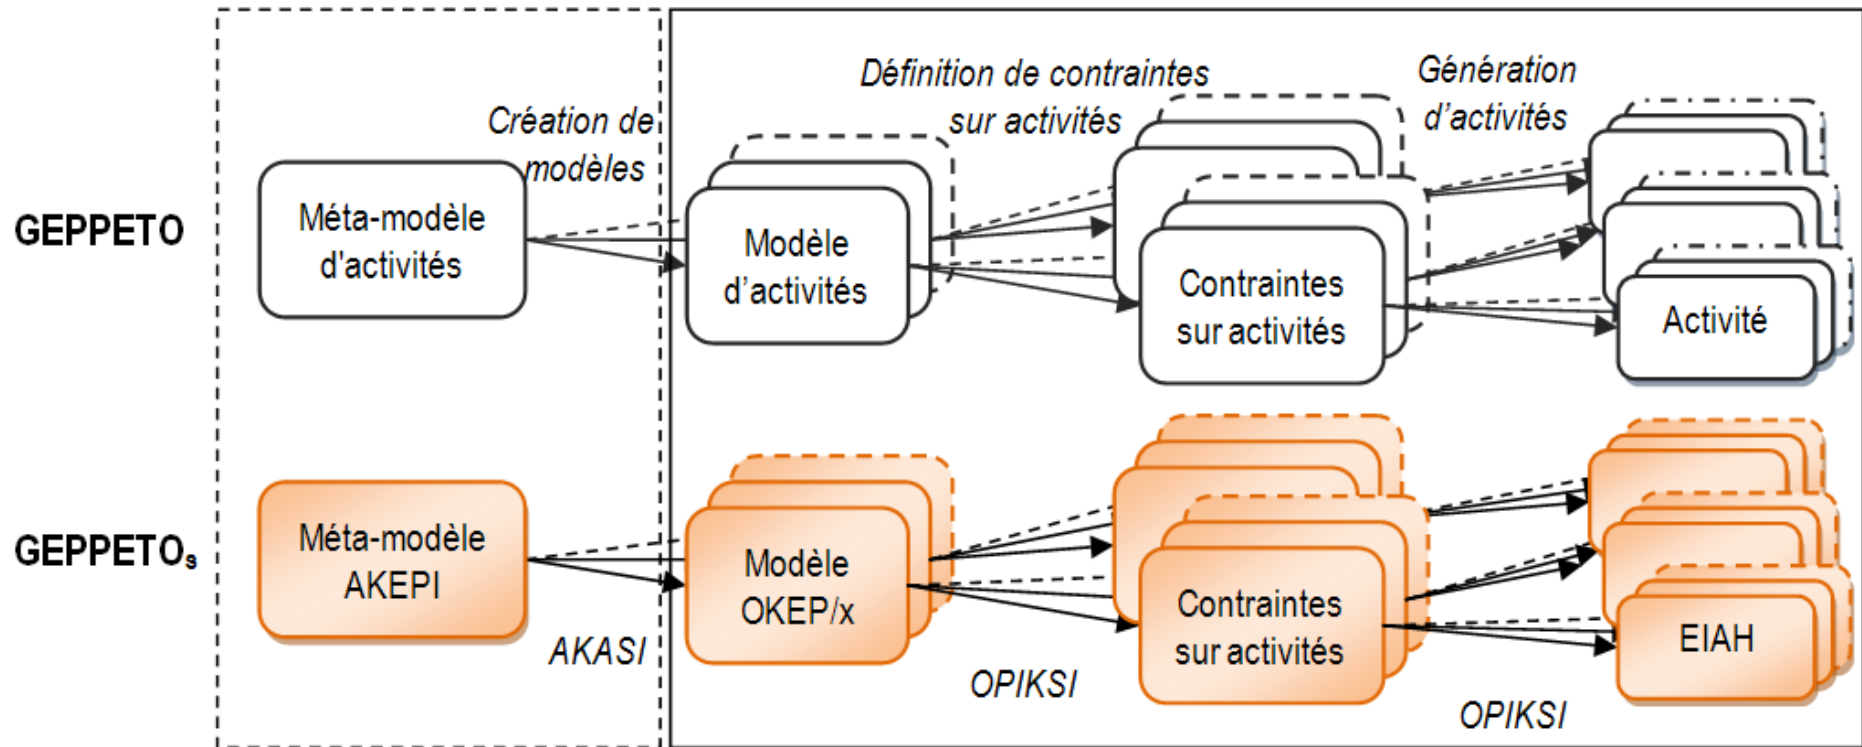 Définition de contraintes
sur activités
Génération
d'activités
Création de
modèles
GEPPETO
Méta-modèle
d'activités
Modèle
d'activités
Contraintes
sur activités
Activité
GEPPETOs
Méta-modèle
AKEPI
Modèle
OKEP/x
Contraintes
sur activités
EIAH
AKASI
OPIKSI
OPIKSI